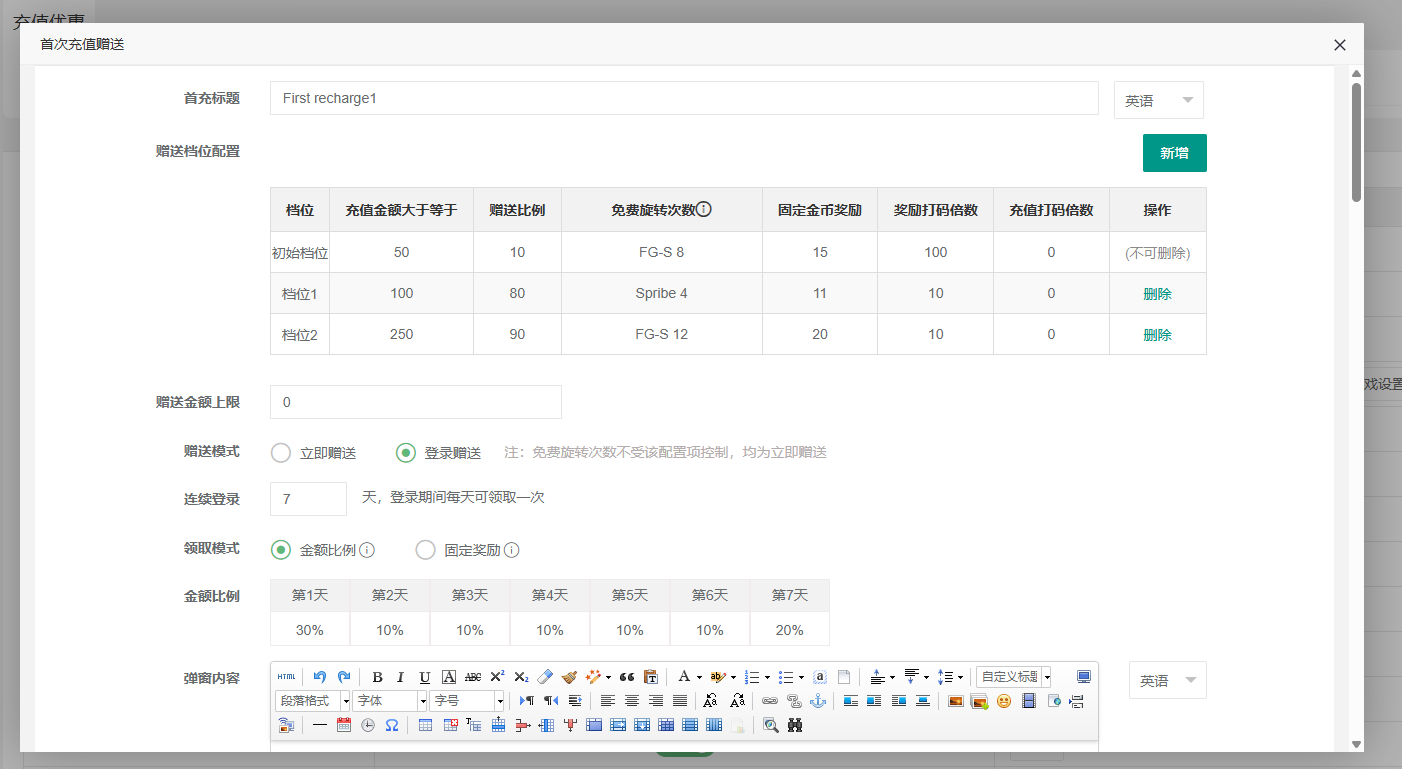 充值优惠
首次充值赠送
首充标题 First recharge1 英语
赠送档位配置 新增
档位 充值金额大于等于 赠送比例 免费旋转次数 固定金币奖励 奖励打码倍数 充值打码倍数 操作
初始档位 50 10 FG-S 8 15 100 0 (不可删除)
档位1 100 80 Spribe 4 11 10 0 删除
档位2 250 90 FG-S 12 20 10 0 删除
戏设置
赠送金额上限 0
赠送模式 立即赠送 登录赠送 注：免费旋转次数不受该配置项控制，均为立即赠送
连续登录 7 天，登录期间每天可领取一次
领取模式 金额比例 固定奖励
金额比例 第1天 第2天 第3天 第4天 第5天 第6天 第7天
30% 10% 10% 10% 10% 10% 20%
弹窗内容 HTML B I U A ABC X² X₂ A ab a 自定义标题 英语
段落格式 字体 字号